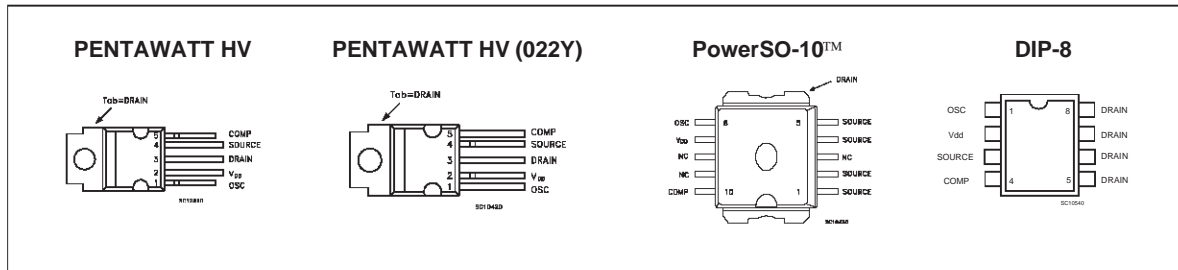 PENTAWATT HV
PENTAWATT HV (022Y)
PowerSO-10™
DIP-8
Tab=DRAIN
5 COMP
4 SOURCE
3 DRAIN
2 VDD
1 OSC
Tab=DRAIN
5 COMP
4 SOURCE
3 DRAIN
2 VDD
1 OSC
SC10420
DRAIN
OSC 6 5 SOURCE
VDD SOURCE
NC NC
NC SOURCE
COMP 10 1 SOURCE
OSC 1 8 DRAIN
Vdd DRAIN
SOURCE DRAIN
COMP 4 5 DRAIN
SC10540